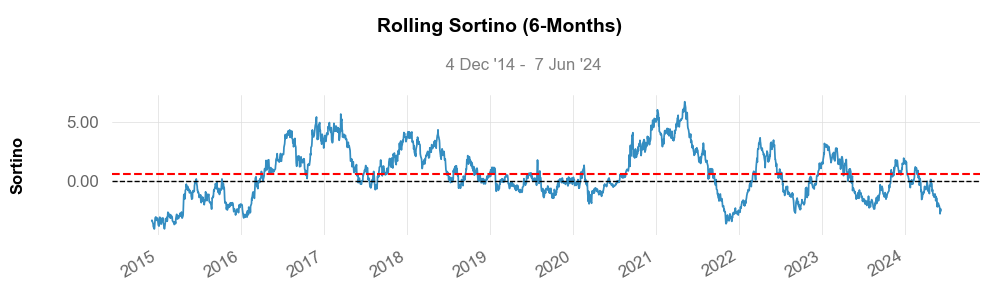 Rolling Sortino (6-Months)
4 Dec '14 -  7 Jun '24
Sortino
5.00
0.00
2015 2016 2017 2018 2019 2020 2021 2022 2023 2024